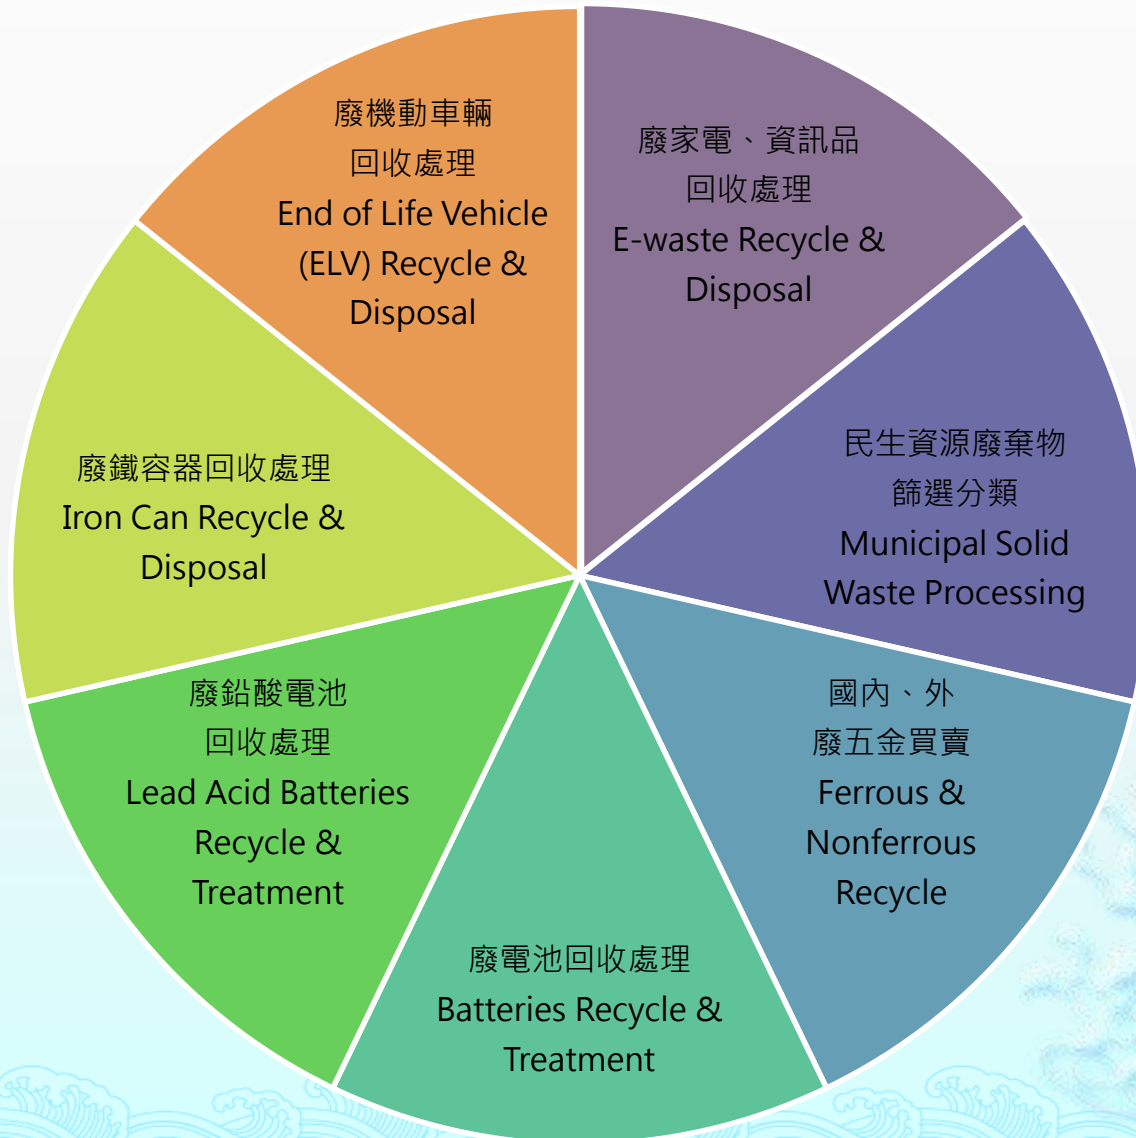 廢機動車輛
回收處理
End of Life Vehicle
(ELV) Recycle &
Disposal
廢家電、資訊品
回收處理
E-waste Recycle &
Disposal
民生資源廢棄物
篩選分類
Municipal Solid
Waste Processing
國內、外
廢五金買賣
Ferrous &
Nonferrous
Recycle
廢電池回收處理
Batteries Recycle &
Treatment
廢鉛酸電池
回收處理
Lead Acid Batteries
Recycle &
Treatment
廢鐵容器回收處理
Iron Can Recycle &
Disposal